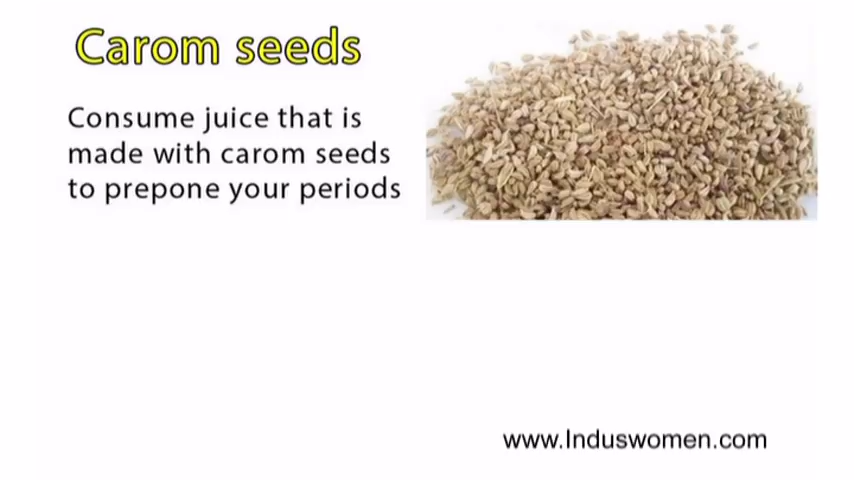 Carom seeds
Consume juice that is
made with carom seeds
to prepone your periods
www.Induswomen.com